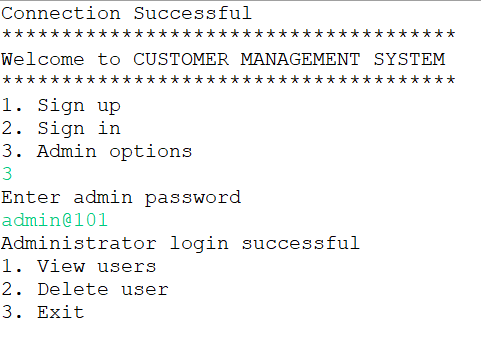 Connection Successful
**************************************
Welcome to CUSTOMER MANAGEMENT SYSTEM
**************************************
1. Sign up
2. Sign in
3. Admin options
3
Enter admin password
admin@101
Administrator login successful
1. View users
2. Delete user
3. Exit